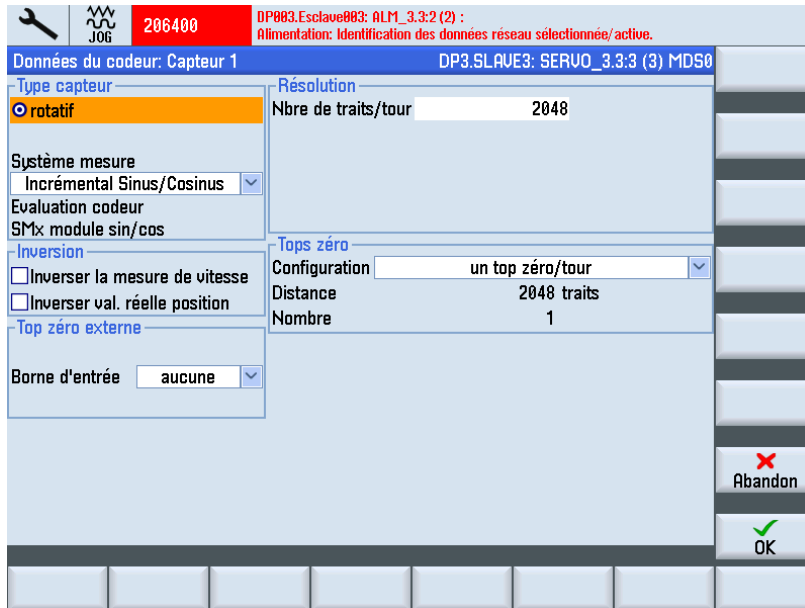 JOG
206400
DP003.Esclave003: ALM_3.3:2 (2) :
Alimentation: Identification des données réseau sélectionnée/active.
Données du codeur: Capteur 1
DP3.SLAVE3: SERVO_3.3:3 (3) MDS0
Type capteur
rotatif
Système mesure
Incrémental Sinus/Cosinus
Evaluation codeur
SMx module sin/cos
Inversion
Inverser la mesure de vitesse
Inverser val. réelle position
Top zéro externe
Borne d'entrée aucune
Résolution
Nbre de traits/tour 2048
Tops zéro
Configuration un top zéro/tour
Distance 2048 traits
Nombre 1
Abandon
OK